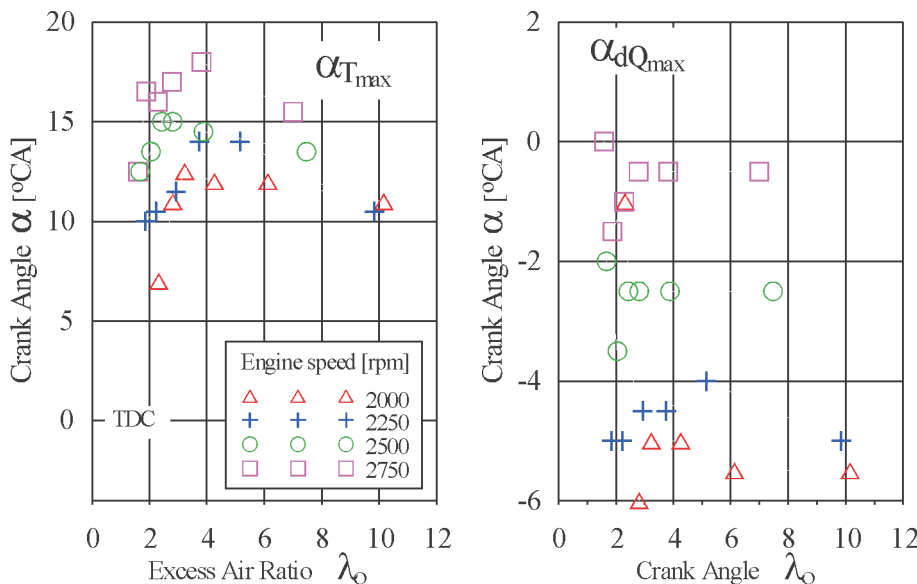 20
15
10
5
0
Crank Angle α [°CA]
α_Tmax
TDC
Engine speed [rpm]
2000
2250
2500
2750
0 2 4 6 8 10 12
Excess Air Ratio λ_O
2
0
-2
-4
-6
Crank Angle α [°CA]
α_dQmax
0 2 4 6 8 10 12
Crank Angle λ_O